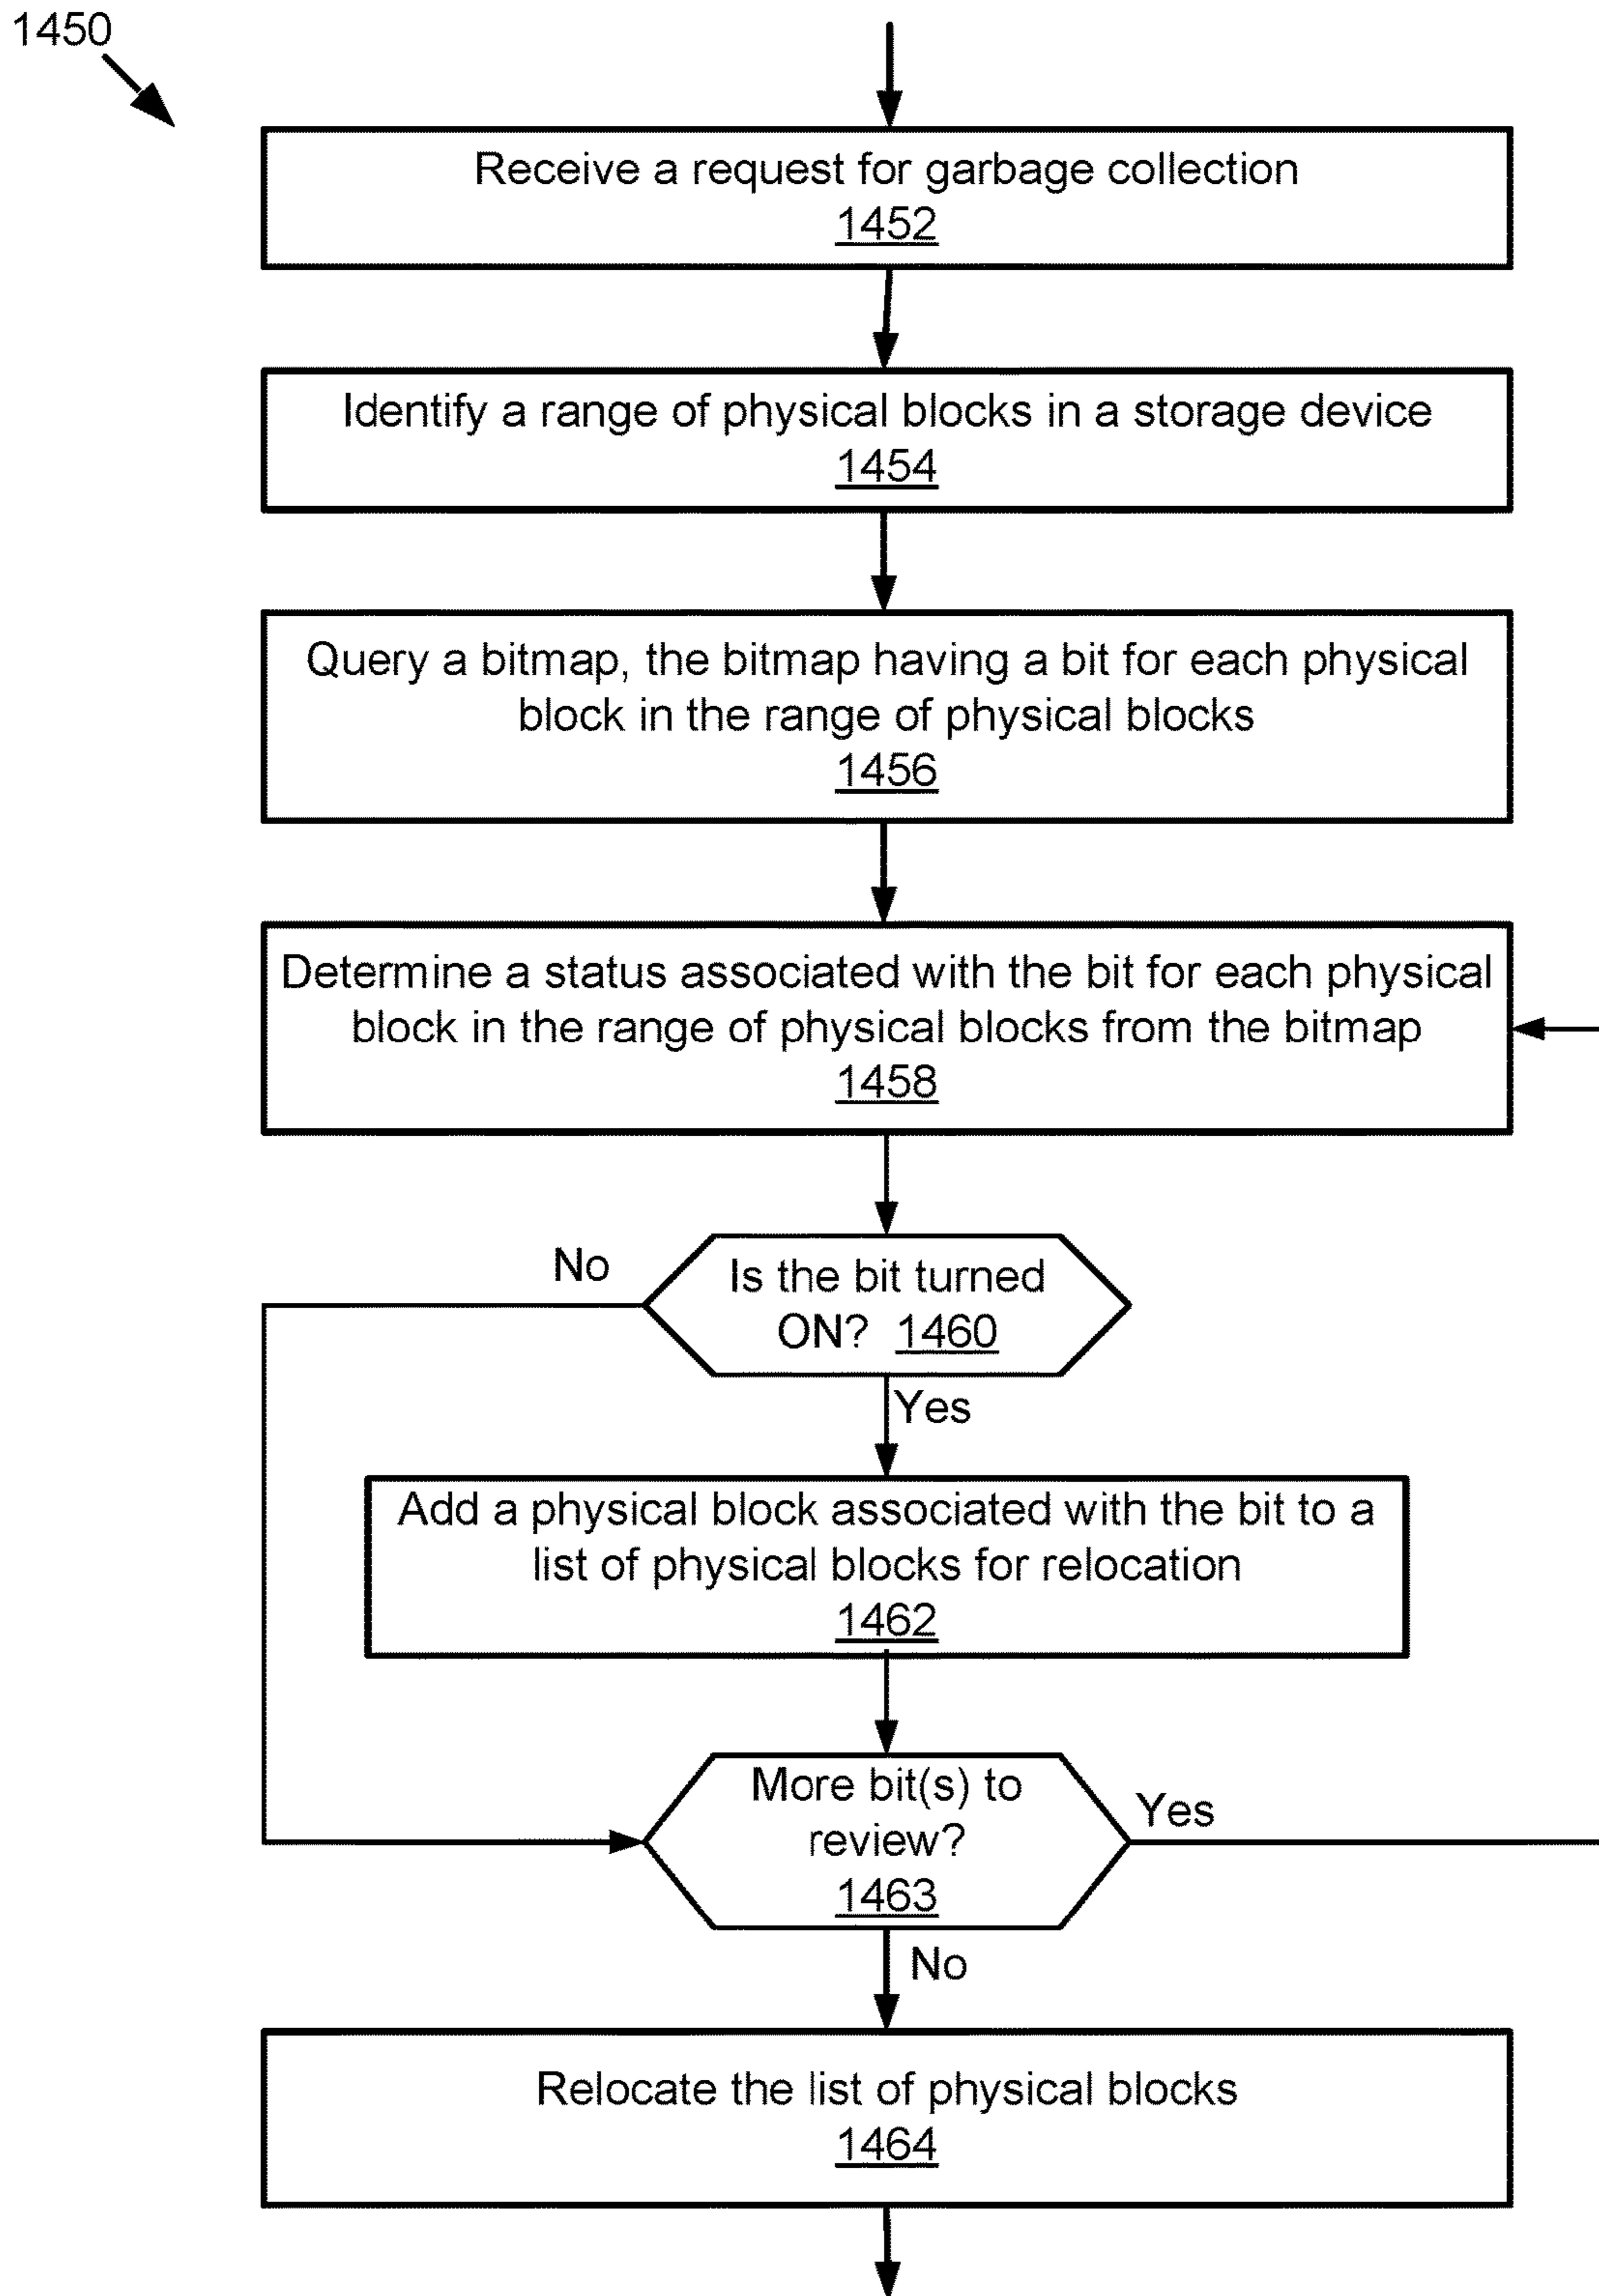 1450
Receive a request for garbage collection
1452
Identify a range of physical blocks in a storage device
1454
Query a bitmap, the bitmap having a bit for each physical
block in the range of physical blocks
1456
Determine a status associated with the bit for each physical
block in the range of physical blocks from the bitmap
1458
No
Is the bit turned
ON? 1460
Yes
Add a physical block associated with the bit to a
list of physical blocks for relocation
1462
More bit(s) to
review?
1463
Yes
No
Relocate the list of physical blocks
1464